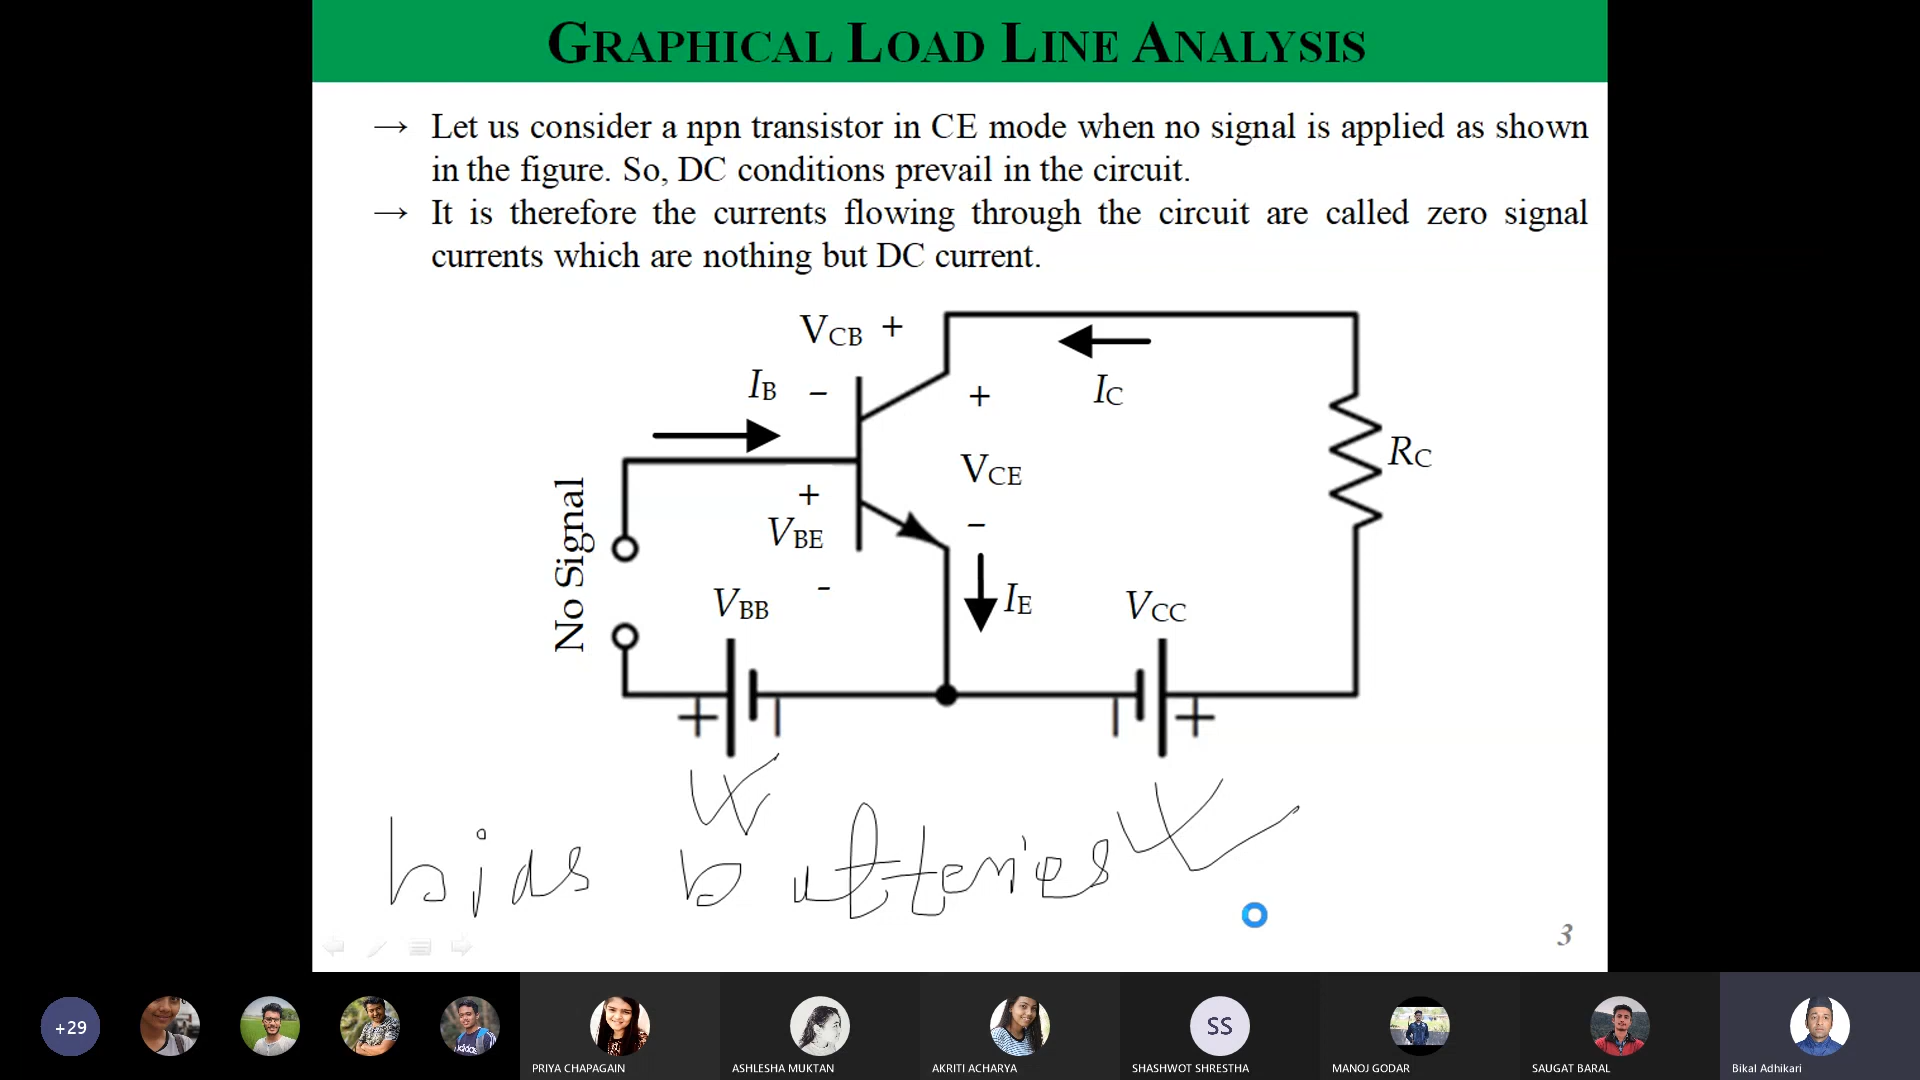 GRAPHICAL LOAD LINE ANALYSIS
→ Let us consider a npn transistor in CE mode when no signal is applied as shown
in the figure. So, DC conditions prevail in the circuit.
→ It is therefore the currents flowing through the circuit are called zero signal
currents which are nothing but DC current.
VCB +
IB –
+
IC
RC
VCE
+
VBE
–
No Signal
-
VBB
IE
VCC
+ |
| +
bias batteries
3
+29
adidas
SS
PRIYA CHAPAGAIN
ASHLESHA MUKTAN
AKRITI ACHARYA
SHASHWOT SHRESTHA
MANOJ GODAR
SAUGAT BARAL
Bikal Adhikari